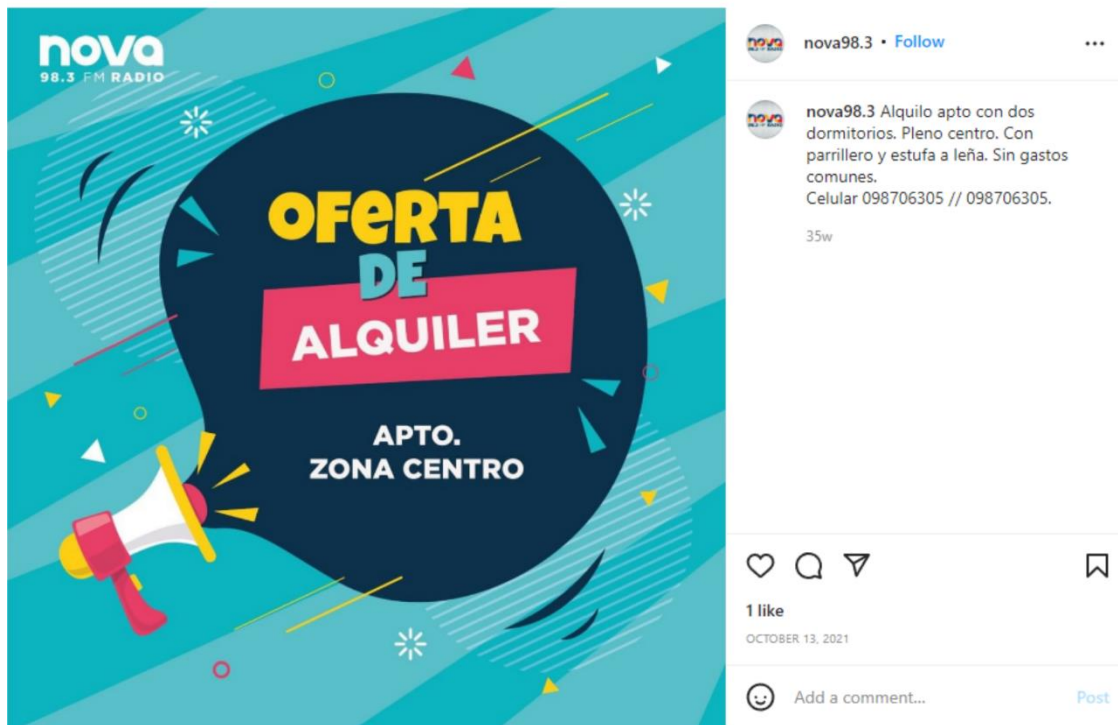 nova
98.3 FM RADIO
OFERTA
DE
ALQUILER
APTO.
ZONA CENTRO
nova98.3 • Follow
nova98.3 Alquilo apto con dos
dormitorios. Pleno centro. Con
parrillero y estufa a leña. Sin gastos
comunes.
Celular 098706305 // 098706305.
35w
1 like
OCTOBER 13, 2021
Add a comment...
Post